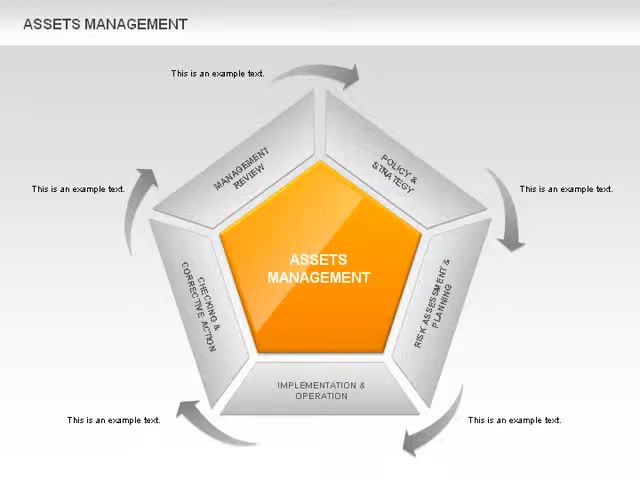 ASSETS MANAGEMENT
This is an example text.
MANAGEMENT
REVIEW
POLICY &
STRATEGY
This is an example text.
This is an example text.
ASSETS
MANAGEMENT
CHECKING &
CORRECTIVE ACTION
RISK ASSESSMENT &
PLANNING
IMPLEMENTATION &
OPERATION
This is an example text.
This is an example text.